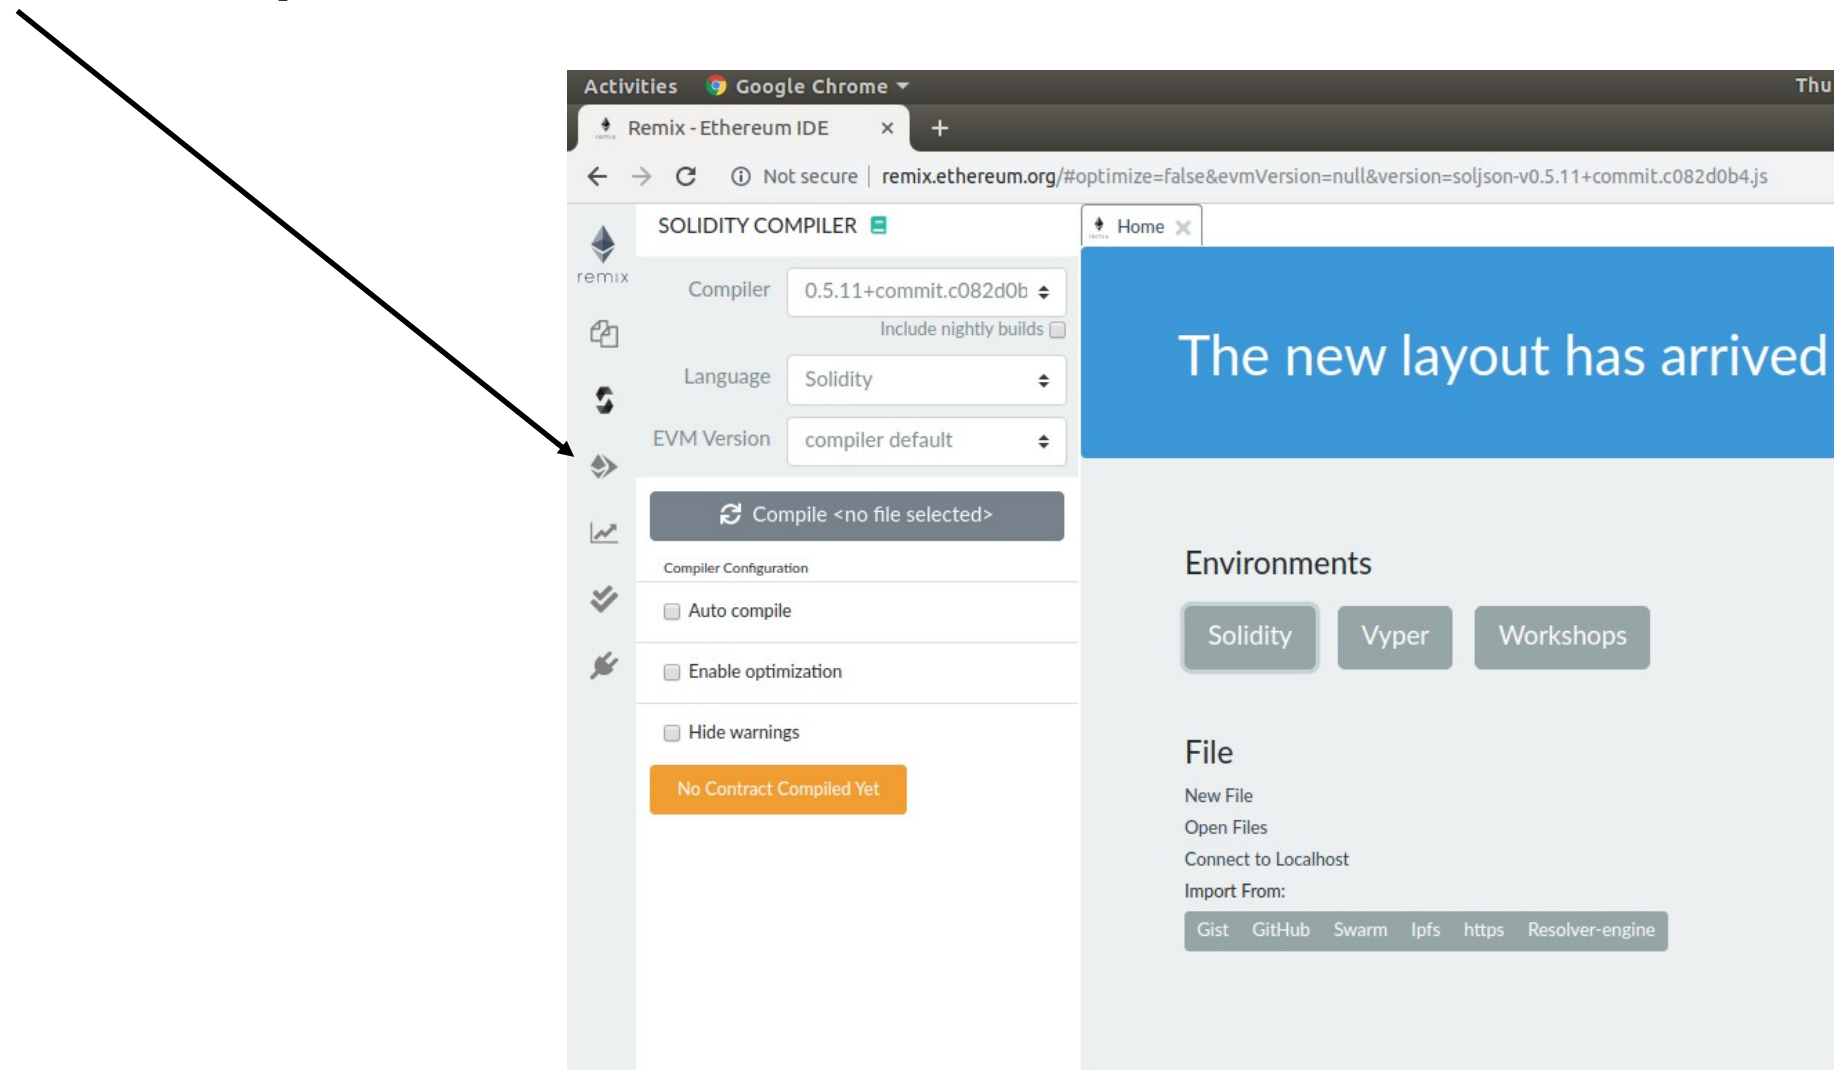 Activities Google Chrome Thu
Remix - Ethereum IDE × +
Not secure | remix.ethereum.org/#optimize=false&evmVersion=null&version=soljson-v0.5.11+commit.c082d0b4.js
remix
SOLIDITY COMPILER
Compiler 0.5.11+commit.c082d0b
Include nightly builds
Language Solidity
EVM Version compiler default
Compile <no file selected>
Compiler Configuration
Auto compile
Enable optimization
Hide warnings
No Contract Compiled Yet
Home
The new layout has arrived
Environments
Solidity Vyper Workshops
File
New File
Open Files
Connect to Localhost
Import From:
Gist GitHub Swarm Ipfs https Resolver-engine